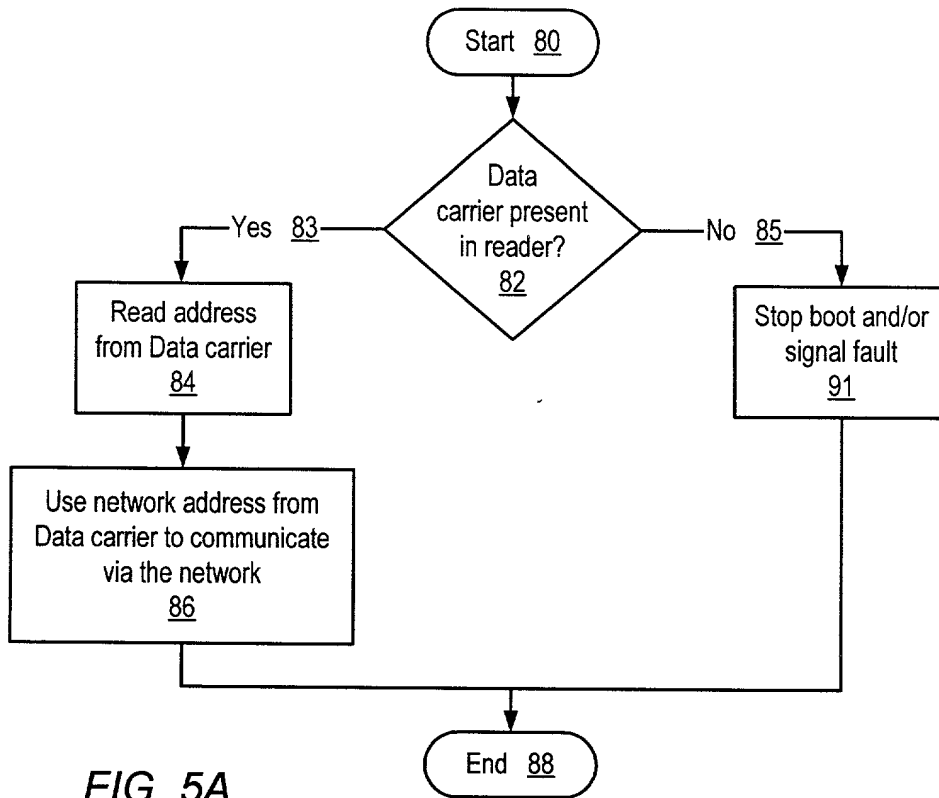 Start 80
Data
carrier present
in reader?
82
Yes 83
No 85
Read address
from Data carrier
84
Stop boot and/or
signal fault
91
Use network address from
Data carrier to communicate
via the network
86
End 88
FIG. 5A